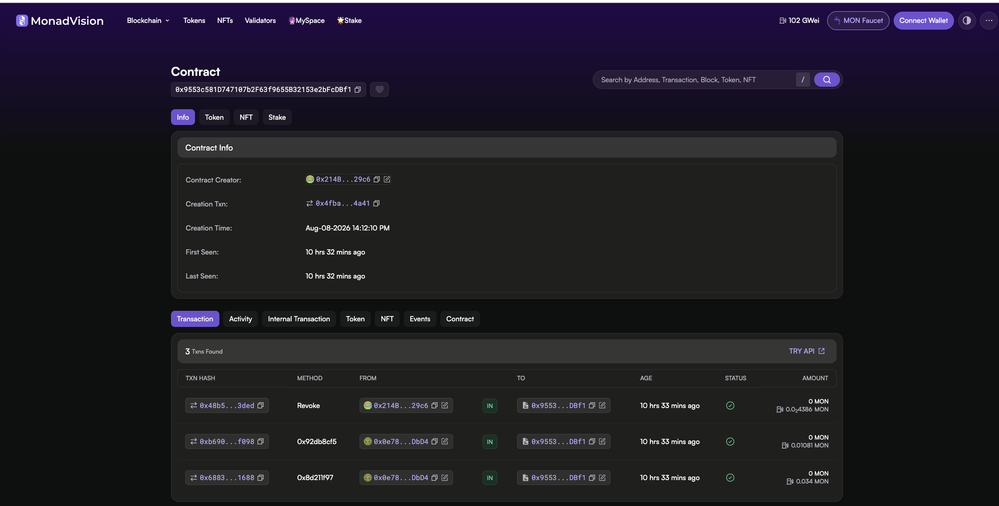 MonadVision Blockchain Tokens NFTs Validators 🔮MySpace 🌟Stake 102 GWei MON Faucet Connect Wallet
Contract
Search by Address, Transaction, Block, Token, NFT /
0x9553c581D747107b2F63f9655B32153e2bFcDBf1
Info Token NFT Stake
Contract Info
Contract Creator: 0x214B...29c6
Creation Txn: 0x4fba...4a41
Creation Time: Aug-08-2026 14:12:10 PM
First Seen: 10 hrs 32 mins ago
Last Seen: 10 hrs 32 mins ago
Transaction Activity Internal Transaction Token NFT Events Contract
3 Txns Found TRY API
TXN HASH METHOD FROM TO AGE STATUS AMOUNT
0x48b5...3ded Revoke 0x214B...29c6 IN 0x9553...DBf1 10 hrs 33 mins ago 0 MON
0.0₂4386 MON
0xb690...f098 0x92db8cf5 0x0e78...DbD4 IN 0x9553...DBf1 10 hrs 33 mins ago 0 MON
0.01081 MON
0x6883...1688 0x8d211f97 0x0e78...DbD4 IN 0x9553...DBf1 10 hrs 33 mins ago 0 MON
0.034 MON